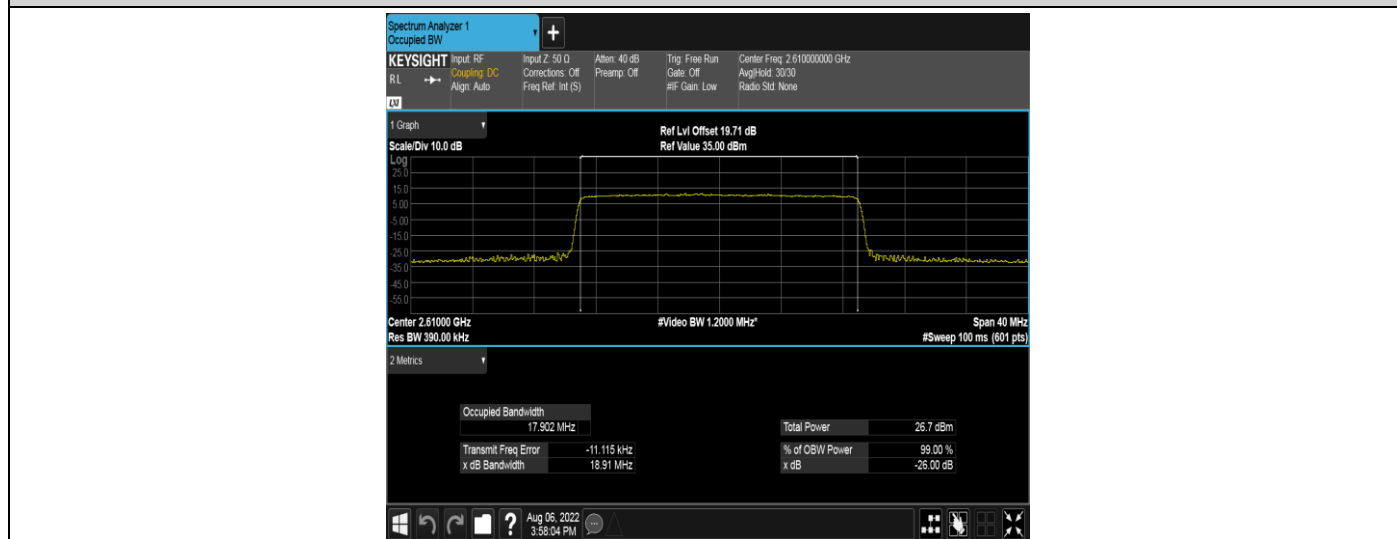 Spectrum Analyzer 1
Occupied BW
+
KEYSIGHT
RL
LXI
Input: RF
Coupling: DC
Align: Auto
Input Z: 50 Ω
Corrections: Off
Freq Ref: Int (S)
Atten: 40 dB
Preamp: Off
Trig: Free Run
Gate: Off
#IF Gain: Low
Center Freq: 2.610000000 GHz
Avg|Hold: 30/30
Radio Std: None
1 Graph
Scale/Div 10.0 dB
Ref Lvl Offset 19.71 dB
Ref Value 35.00 dBm
Log
25.0
15.0
5.00
-5.00
-15.0
-25.0
-35.0
-45.0
-55.0
Center 2.61000 GHz
Res BW 390.00 kHz
#Video BW 1.2000 MHz*
Span 40 MHz
#Sweep 100 ms (601 pts)
2 Metrics
Occupied Bandwidth
17.902 MHz
Transmit Freq Error -11.115 kHz
x dB Bandwidth 18.91 MHz
Total Power 26.7 dBm
% of OBW Power 99.00 %
x dB -26.00 dB
?
Aug 06, 2022
3:58:04 PM